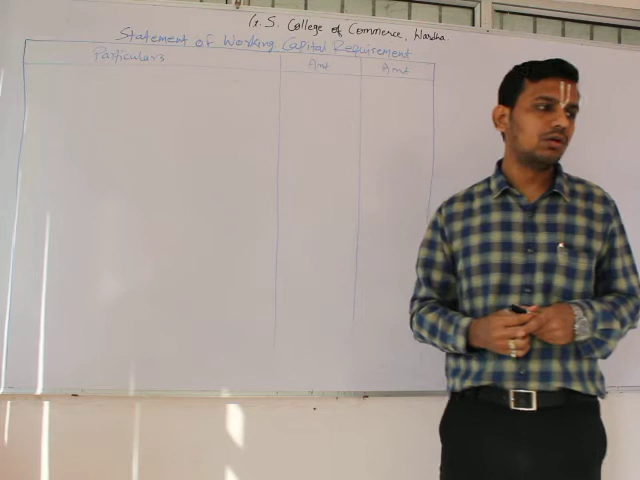 G.S. College of Commerce, Wardha
Statement of Working Capital Requirement
Particulars Amt Amt